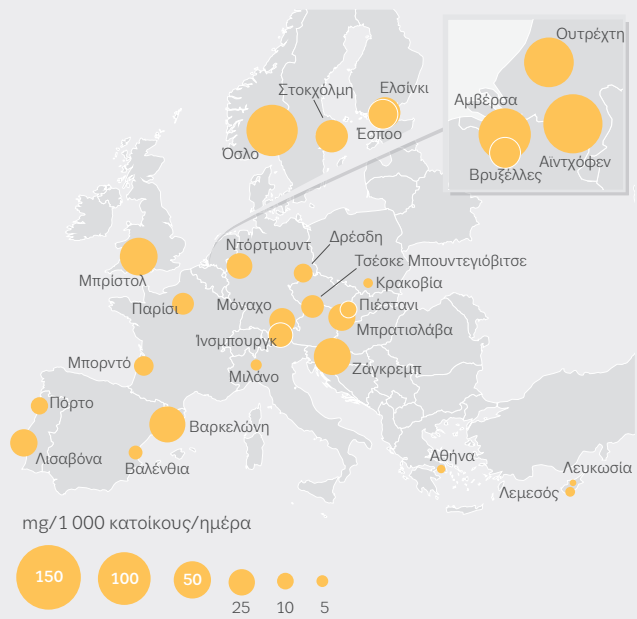 Ουτρέχτη
Στοκχόλμη
Ελσίνκι
Αμβέρσα
Όσλο
Έσποο
Αϊντχόφεν
Βρυξέλλες
Ντόρτμουντ
Δρέσδη
Τσέσκε Μπουντεγιόβιτσε
Μπρίστολ
Κρακοβία
Παρίσι
Μόναχο
Πιέστανι
Μπρατισλάβα
Ίνσμπουργκ
Μπορντό
Μιλάνο
Ζάγκρεμπ
Πόρτο
Βαρκελώνη
Λισαβόνα
Βαλένθια
Αθήνα
Λευκωσία
Λεμεσός
mg/1 000 κατοίκους/ημέρα
150
100
50
25
10
5